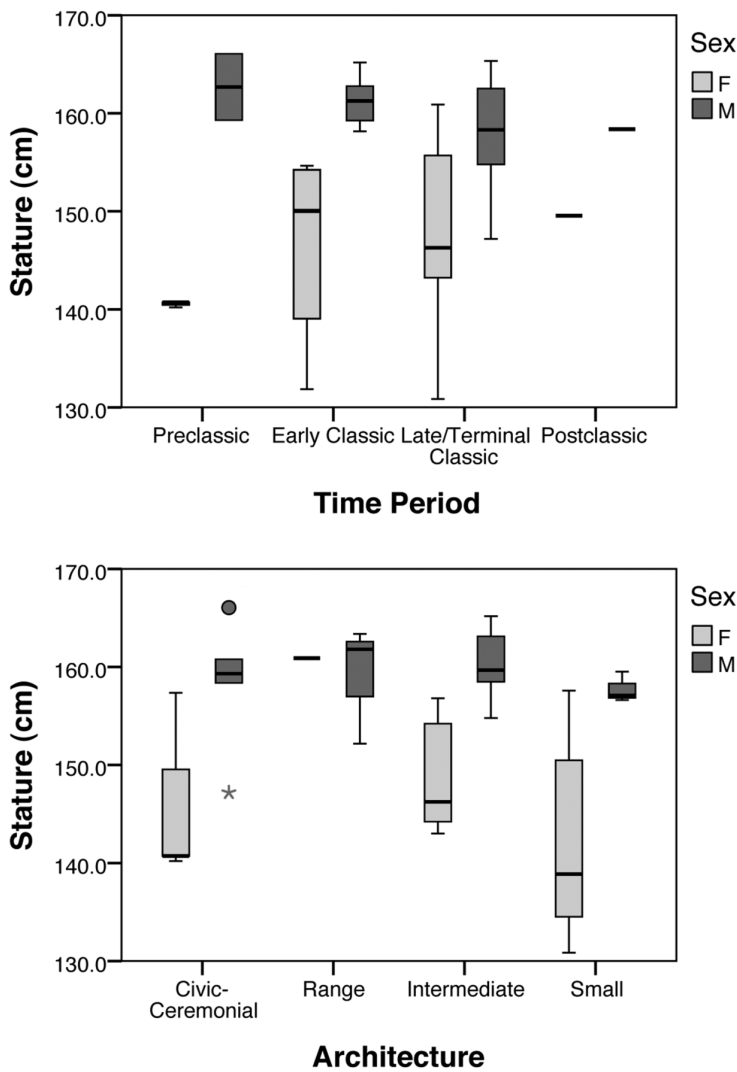 170.0
160.0
150.0
140.0
130.0
Stature (cm)
Sex
F
M
Preclassic
Early Classic
Late/Terminal
Classic
Postclassic
Time Period
170.0
160.0
150.0
140.0
130.0
Stature (cm)
Sex
F
M
Civic-
Ceremonial
Range
Intermediate
Small
Architecture